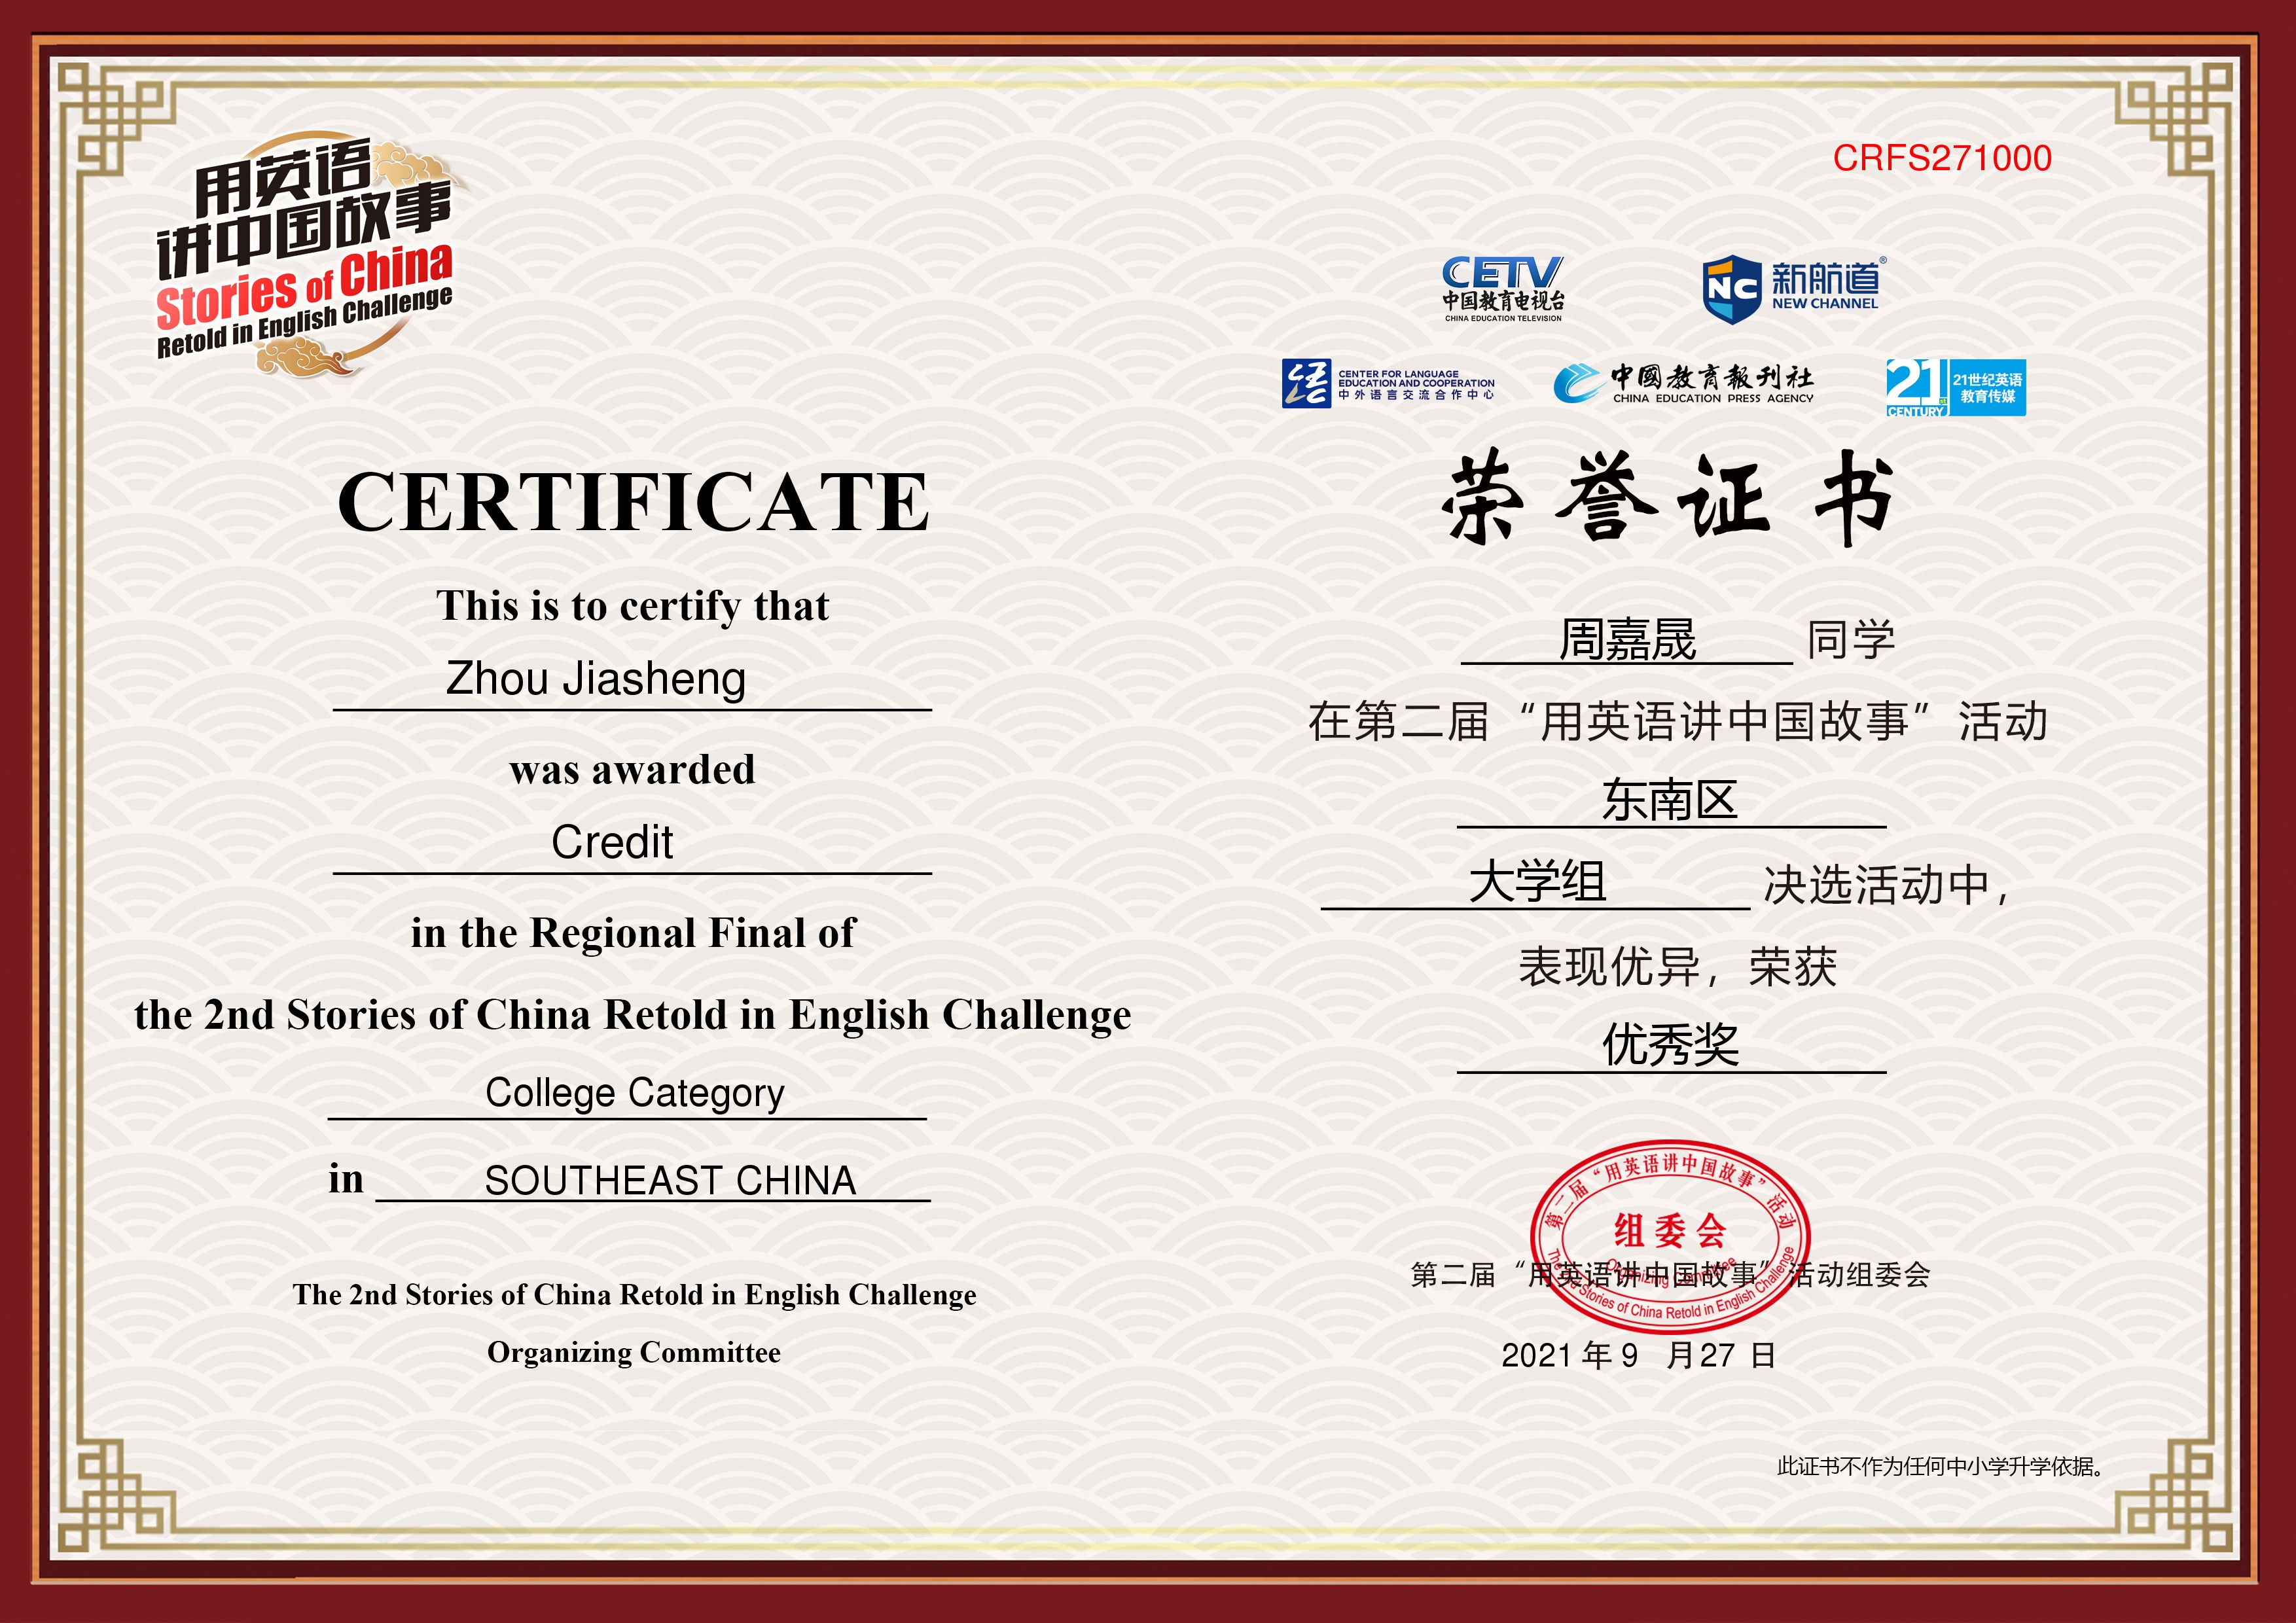 用英语
讲中国故事
Stories of China
Retold in English Challenge
CERTIFICATE
This is to certify that
Zhou Jiasheng
was awarded
Credit
in the Regional Final of
the 2nd Stories of China Retold in English Challenge
College Category
in SOUTHEAST CHINA
The 2nd Stories of China Retold in English Challenge
Organizing Committee
CRFS271000
CETV
中国教育电视台
CHINA EDUCATION TELEVISION
NC 新航道®
NEW CHANNEL
语
CENTER FOR LANGUAGE
EDUCATION AND COOPERATION
中外语言交流合作中心
中國教育報刊社
CHINA EDUCATION PRESS AGENCY
21st
CENTURY
21世纪英语
教育传媒
荣誉证书
周嘉晟 同学
在第二届“用英语讲中国故事”活动
东南区
大学组 决选活动中，
表现优异，荣获
优秀奖
第二届“用英语讲中国故事”活动
组委会
Organizing Committee
The 2nd Stories of China Retold in English Challenge
第二届“用英语讲中国故事”活动组委会
2021 年 9 月 27 日
此证书不作为任何中小学升学依据。